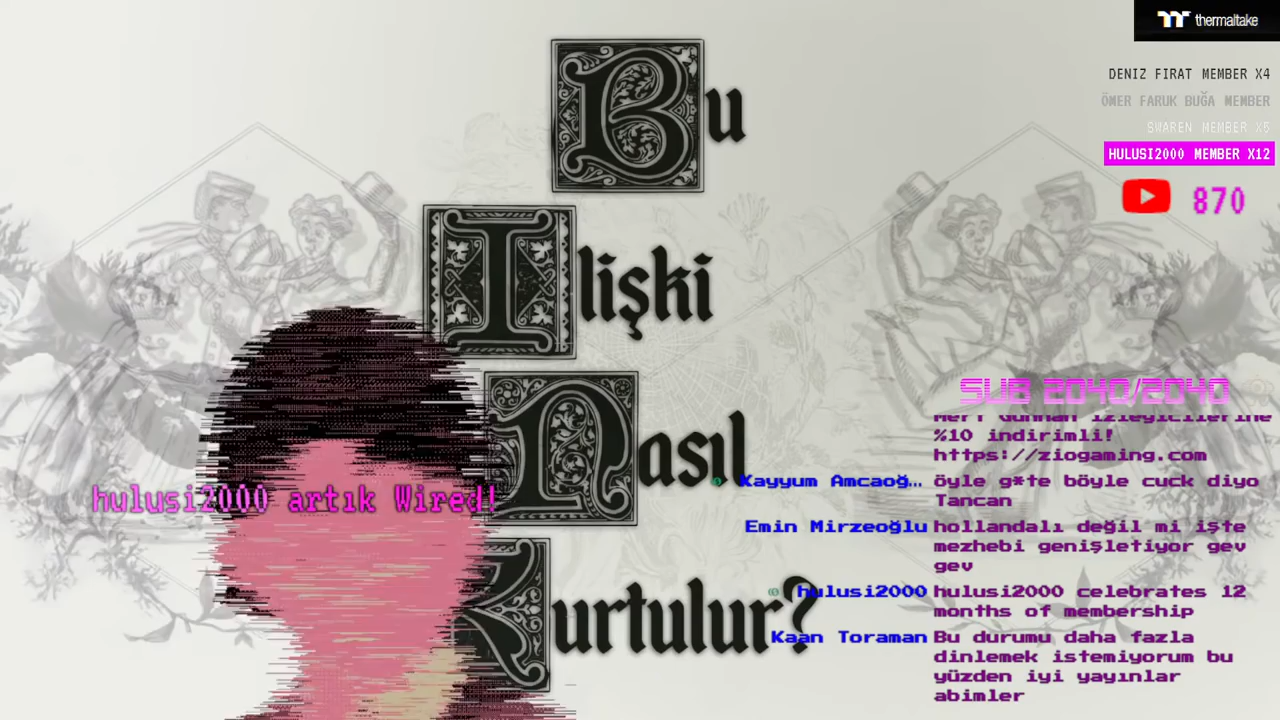 thermaltake
DENIZ FIRAT MEMBER X4
ÖMER FARUK BUĞA MEMBER
SWAREN MEMBER X5
HULUSI2000 MEMBER X12
870
Bu
Ilişki
Nasıl
Kurtulur?
hulusi2000 artık Wired!
SUB 2040/2040
izleyicilerine
%10 indirimli!
https://ziogaming.com
Kayyum Amcaoğ... öyle g*te böyle cuck diyo
Tancan
Emin Mirzeoğlu hollandalı değil mi işte
mezhebi genişletiyor gev
gev
hulusi2000 hulusi2000 celebrates 12
months of membership
Kaan Toraman Bu durumu daha fazla
dinlemek istemiyorum bu
yüzden iyi yayınlar
abimler